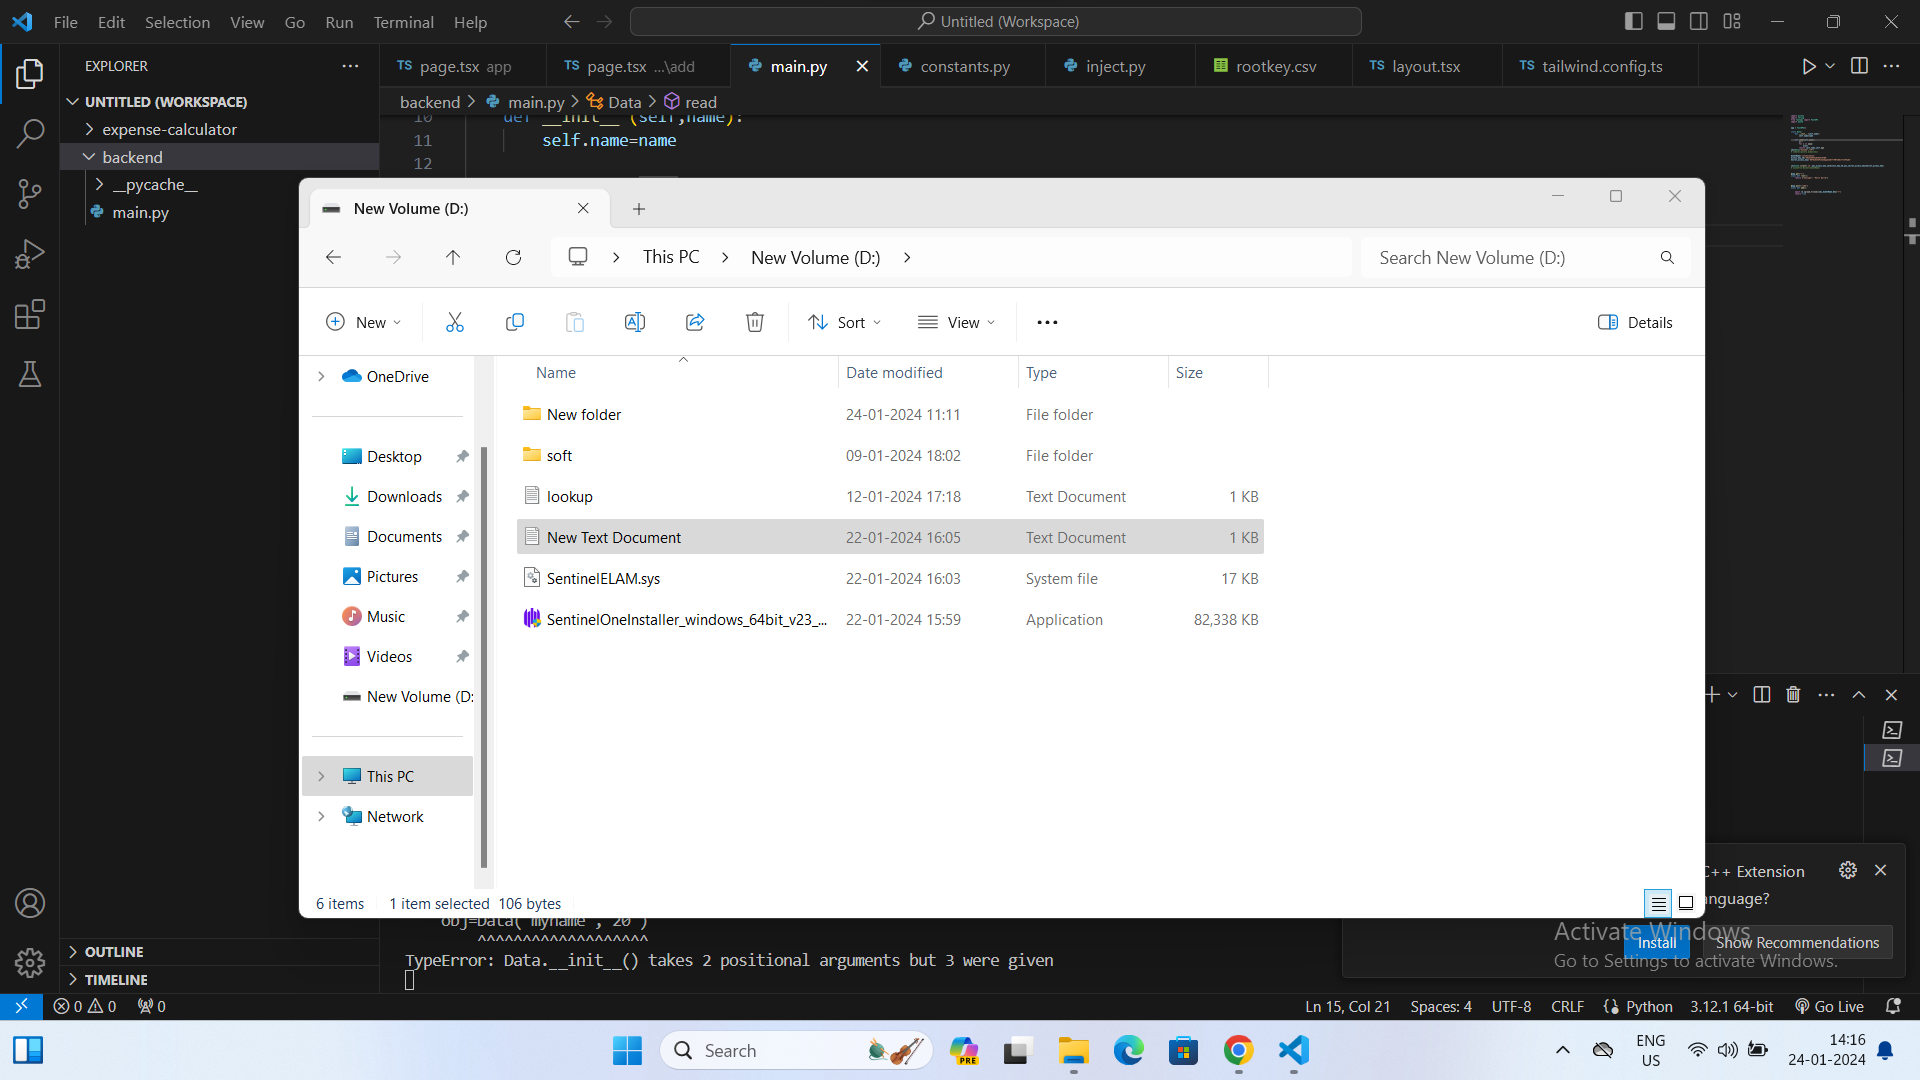 File Edit Selection View Go Run Terminal Help
Untitled (Workspace)
EXPLORER
UNTITLED (WORKSPACE)
expense-calculator
backend
__pycache__
main.py
page.tsx app
page.tsx ...\add
main.py
constants.py
inject.py
rootkey.csv
layout.tsx
tailwind.config.ts
backend > main.py > Data > read
10 def __init__ (self,name):
11 self.name=name
12
New Volume (D:)
This PC > New Volume (D:) >
Search New Volume (D:)
New
Sort
View
Details
OneDrive
Desktop
Downloads
Documents
Pictures
Music
Videos
New Volume (D:
This PC
Network
Name Date modified Type Size
New folder 24-01-2024 11:11 File folder
soft 09-01-2024 18:02 File folder
lookup 12-01-2024 17:18 Text Document 1 KB
New Text Document 22-01-2024 16:05 Text Document 1 KB
SentinelELAM.sys 22-01-2024 16:03 System file 17 KB
SentinelOneInstaller_windows_64bit_v23_... 22-01-2024 15:59 Application 82,338 KB
6 items 1 item selected 106 bytes
obj=Data("myname", 20 )
^^^^^^^^^^^^^^^^^^^
TypeError: Data.__init__() takes 2 positional arguments but 3 were given
C++ Extension
nguage?
Install
Show Recommendations
Activate Windows
Go to Settings to activate Windows.
OUTLINE
TIMELINE
0 0 0
Ln 15, Col 21 Spaces: 4 UTF-8 CRLF Python 3.12.1 64-bit Go Live
Search
PRE
ENG
US
14:16
24-01-2024